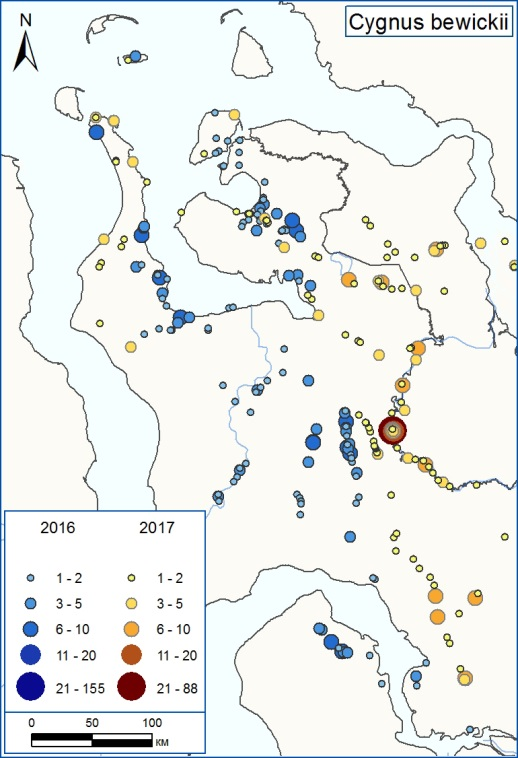 Cygnus bewickii
N
2016 2017
1 - 2 1 - 2
3 - 5 3 - 5
6 - 10 6 - 10
11 - 20 11 - 20
21 - 155 21 - 88
0 50 100
км